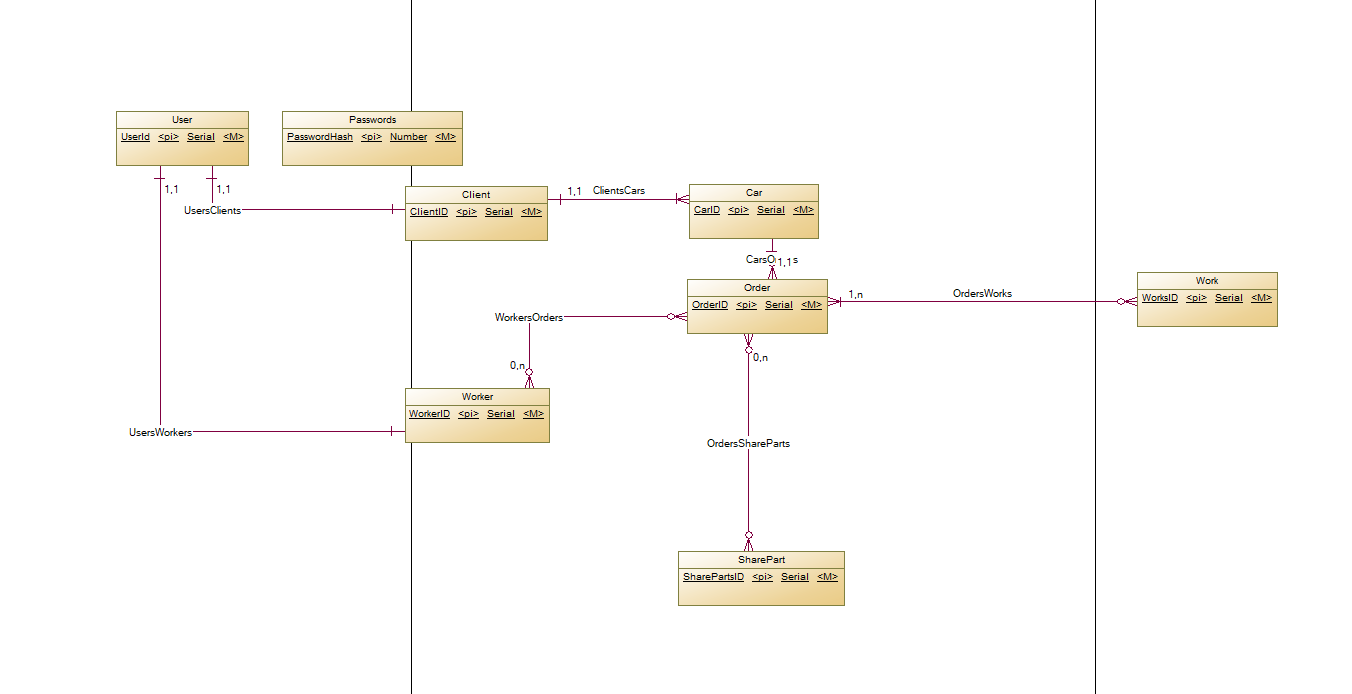 User
UserId <pi> Serial <M>
Passwords
PasswordHash <pi> Number <M>
1,1
1,1
UsersClients
Client
ClientID <pi> Serial <M>
1,1
ClientsCars
Car
CarID <pi> Serial <M>
CarsO
1,1
s
Order
OrderID <pi> Serial <M>
1,n
OrdersWorks
Work
WorksID <pi> Serial <M>
WorkersOrders
0,n
0,n
Worker
WorkerID <pi> Serial <M>
UsersWorkers
OrdersShareParts
SharePart
SharePartsID <pi> Serial <M>